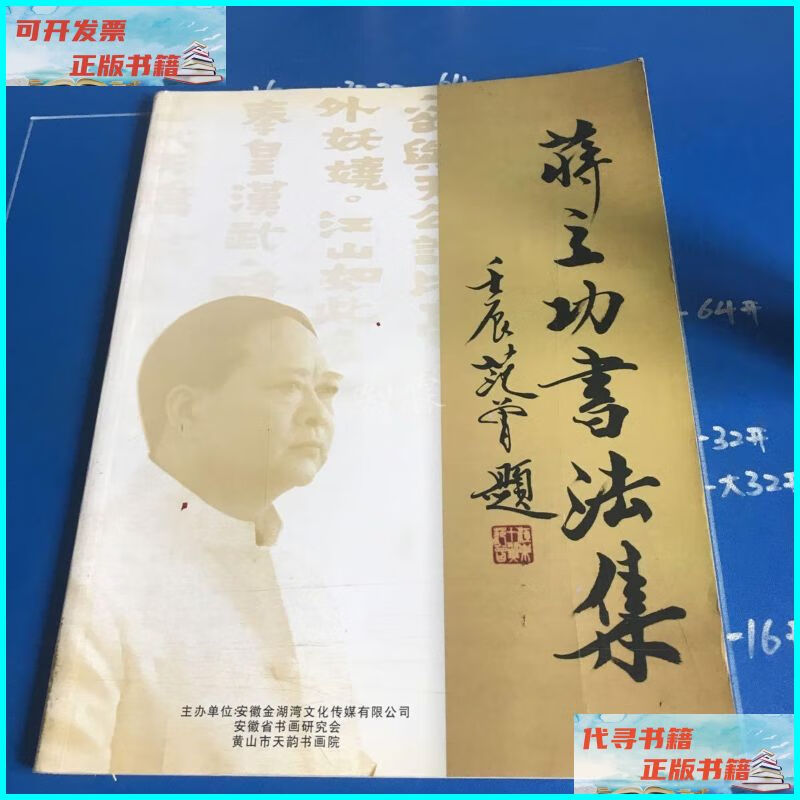 可开发票
正版书籍
蒋立功书法集
壬辰范曾题
外妖娆。江山如此
秦皇漢武
64开
32开
大32开
16
主办单位:安徽金湖湾文化传媒有限公司
安徽省书画研究会
黄山市天韵书画院
代寻书籍
正版书籍